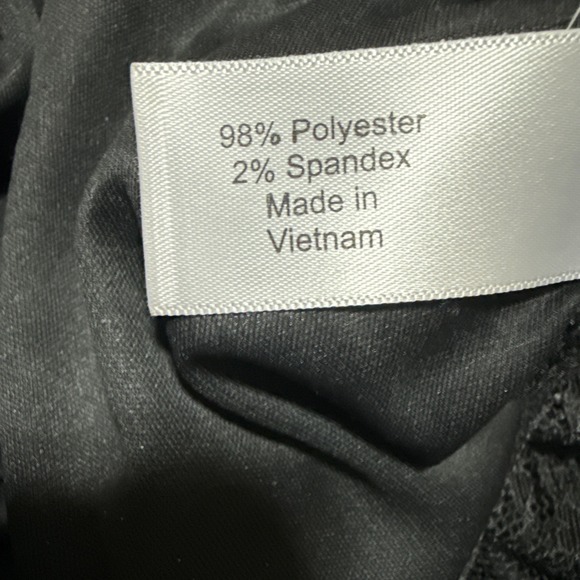 98% Polyester
2% Spandex
Made in
Vietnam